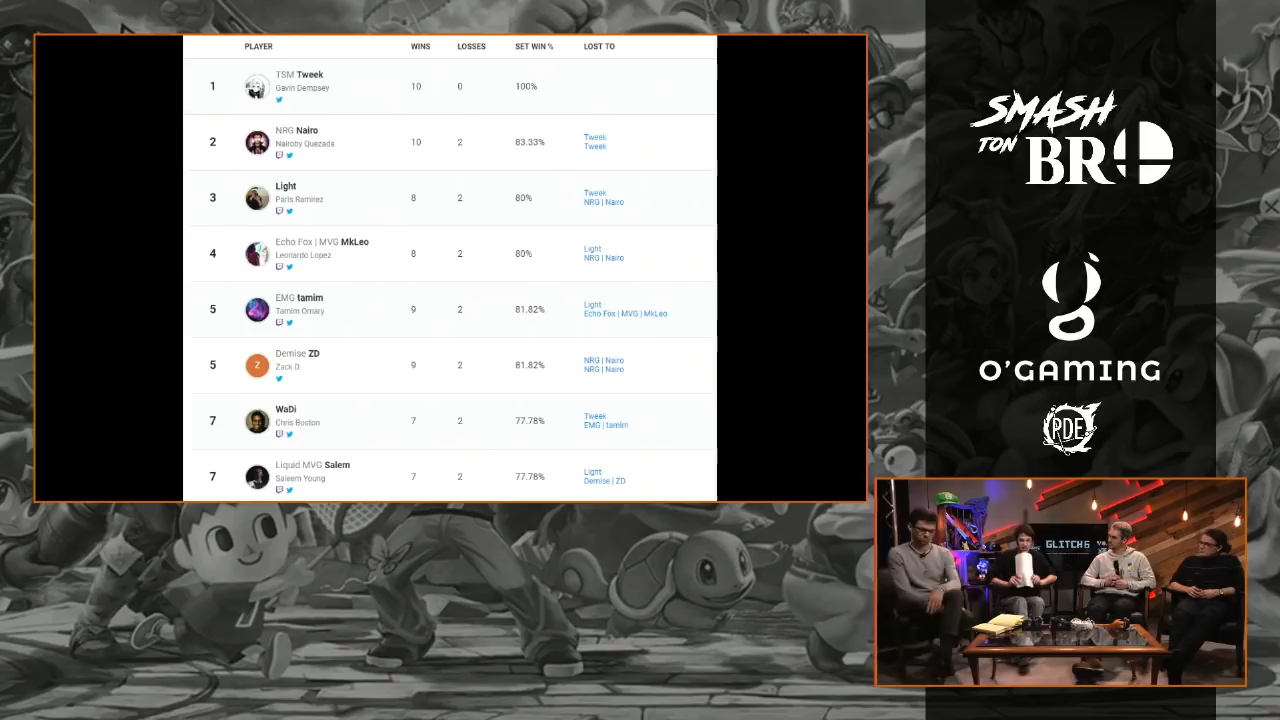 PLAYER WINS LOSSES SET WIN % LOST TO
1 TSM Tweek 10 0 100%
Gavin Dempsey
2 NRG Nairo 10 2 83.33% Tweek
Nairoby Quezada Tweek
3 Light 8 2 80% Tweek
Paris Ramirez NRG | Nairo
4 Echo Fox | MVG MkLeo 8 2 80% Light
Leonardo Lopez NRG | Nairo
5 EMG tamim 9 2 81.82% Light
Tamim Omary Echo Fox | MVG | MkLeo
5 Z Demise ZD 9 2 81.82% NRG | Nairo
Zack D. NRG | Nairo
7 WaDi 7 2 77.78% Tweek
Chris Boston EMG | tamim
7 Liquid MVG Salem 7 2 77.78% Light
Saleem Young Demise | ZD
SMASH
TON
BRO
O'GAMING
PDE
GLITCH 6